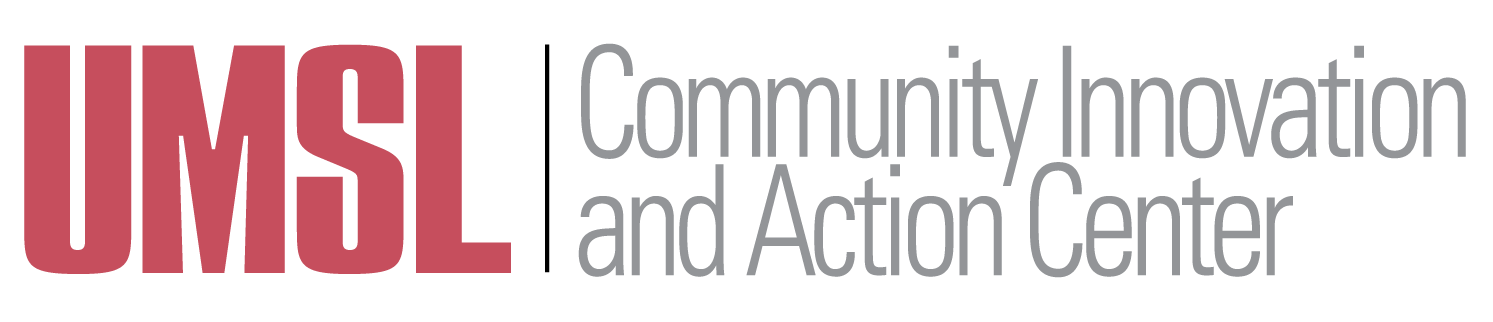 UMSL
Community Innovation
and Action Center